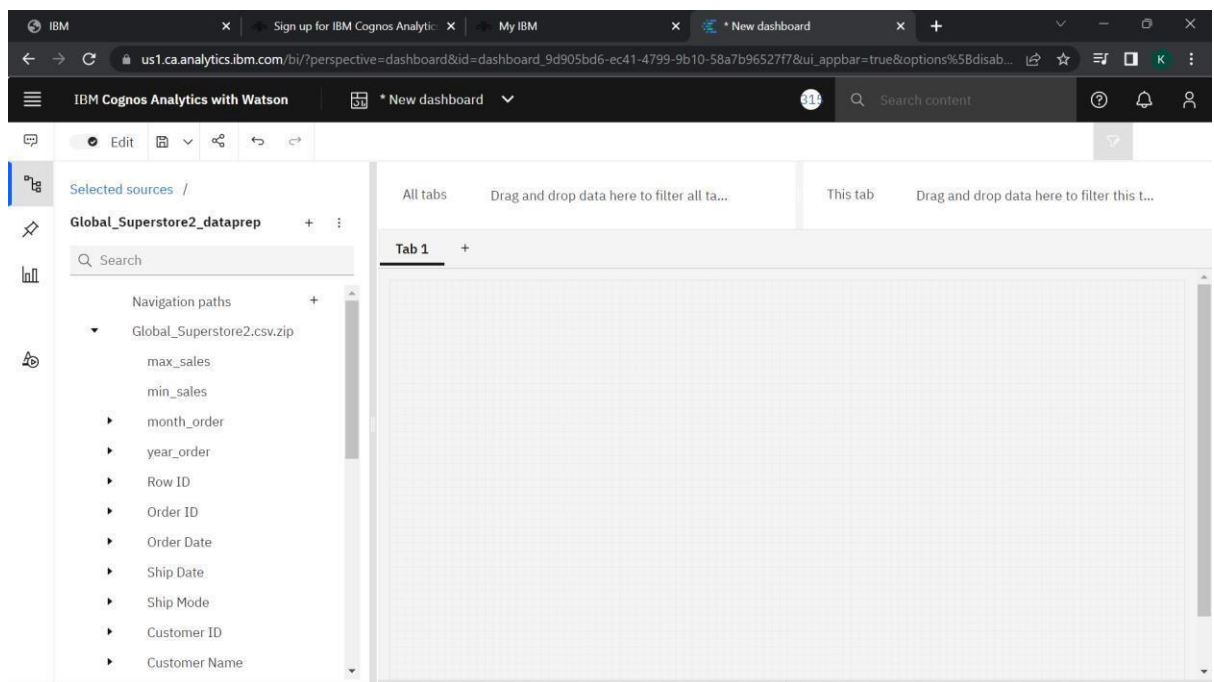 IBM
Sign up for IBM Cognos Analytic
My IBM
* New dashboard
us1.ca.analytics.ibm.com/bi/?perspective=dashboard&id=dashboard_9d905bd6-ec41-4799-9b10-58a7b96527f7&ui_appbar=true&options%5Bdisab...
K
IBM Cognos Analytics with Watson
* New dashboard
315
Search content
Edit
Selected sources /
Global_Superstore2_dataprep
Search
Navigation paths
Global_Superstore2.csv.zip
max_sales
min_sales
month_order
year_order
Row ID
Order ID
Order Date
Ship Date
Ship Mode
Customer ID
Customer Name
All tabs
Drag and drop data here to filter all ta...
This tab
Drag and drop data here to filter this t...
Tab 1